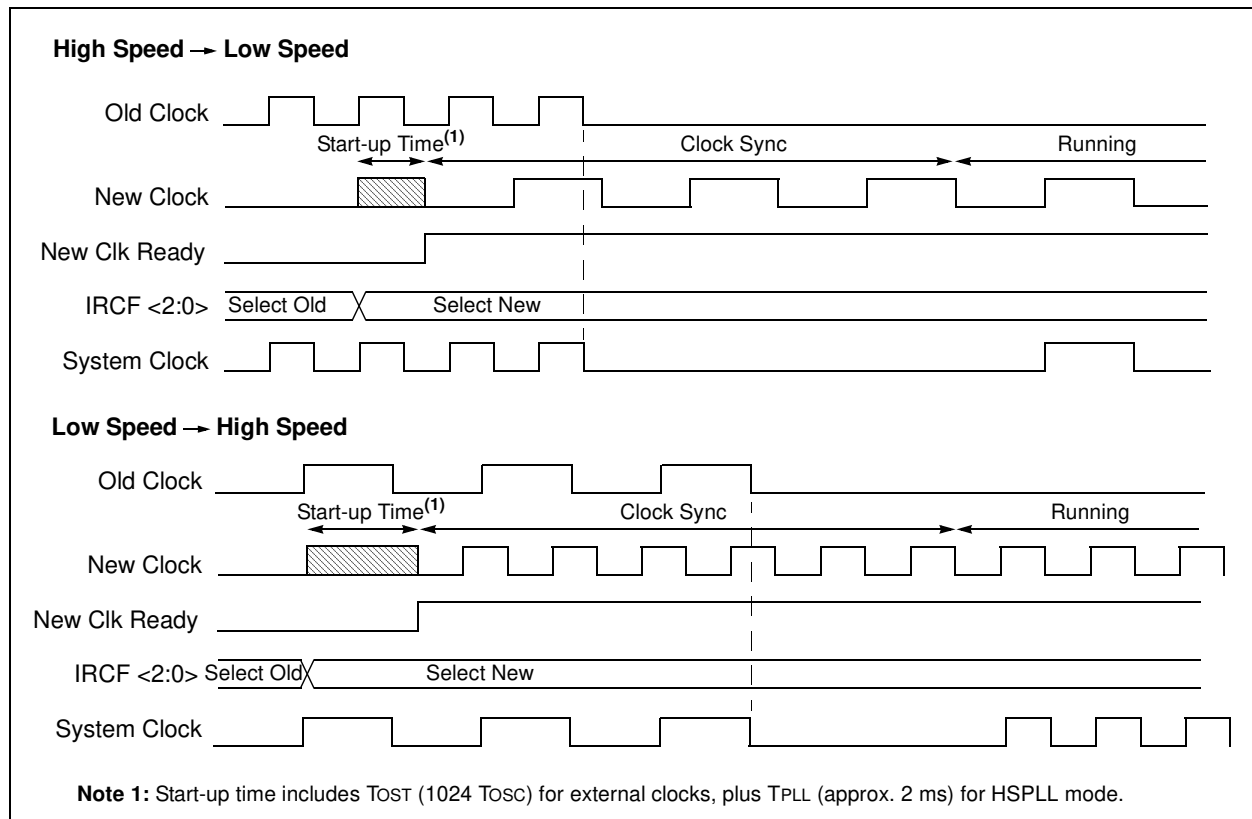 High Speed → Low Speed
Old Clock
Start-up Time(1) Clock Sync Running
New Clock
New Clk Ready
IRCF <2:0> Select Old Select New
System Clock
Low Speed → High Speed
Old Clock
Start-up Time(1) Clock Sync Running
New Clock
New Clk Ready
IRCF <2:0> Select Old Select New
System Clock
Note 1: Start-up time includes TOST (1024 TOSC) for external clocks, plus TPLL (approx. 2 ms) for HSPLL mode.